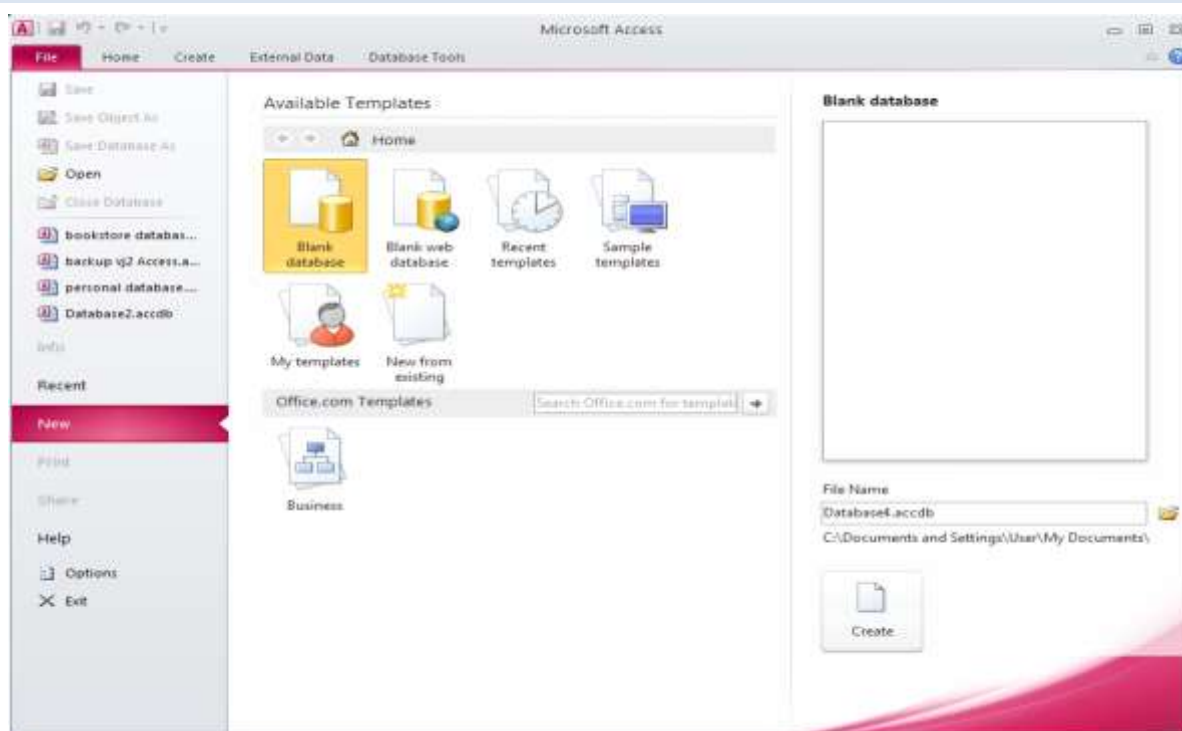 Microsoft Access
File Home Create External Data Database Tools
Save
Save Object As
Save Database As
Open
Close Database
bookstore databas...
backup vj2 Access.a...
personal database....
Database2.accdb
Info
Recent
New
Print
Share
Help
Options
Exit
Available Templates
Home
Blank database
Blank web database
Recent templates
Sample templates
My templates
New from existing
Office.com Templates
Search Office.com for templat
Business
Blank database
File Name
Database4.accdb
C:\Documents and Settings\User\My Documents\
Create